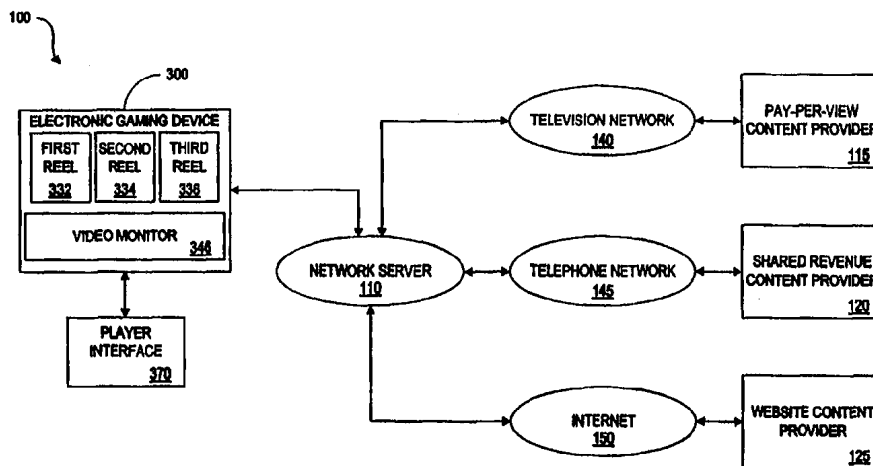 100
300
ELECTRONIC GAMING DEVICE
FIRST REEL 332
SECOND REEL 334
THIRD REEL 336
VIDEO MONITOR 346
PLAYER INTERFACE 370
NETWORK SERVER 110
TELEVISION NETWORK 140
TELEPHONE NETWORK 145
INTERNET 150
PAY-PER-VIEW CONTENT PROVIDER 115
SHARED REVENUE CONTENT PROVIDER 120
WEBSITE CONTENT PROVIDER 125